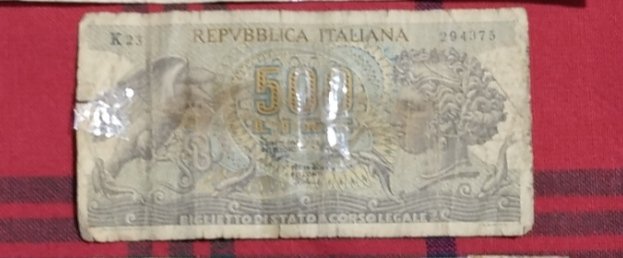 K 23 REPVBBLICA ITALIANA 294375
500
BIGLIETTO DI STATO A CORSO LEGALE